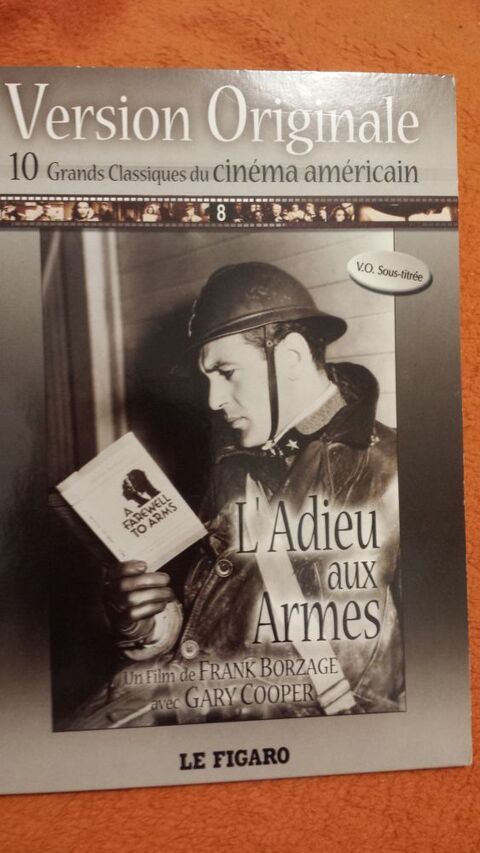 Version Originale
10 Grands Classiques du cinéma américain
8
V.O. Sous-titrée
A
FAREWELL
TO ARMS
L'Adieu
aux
Armes
Un Film de FRANK BORZAGE
avec GARY COOPER
LE FIGARO